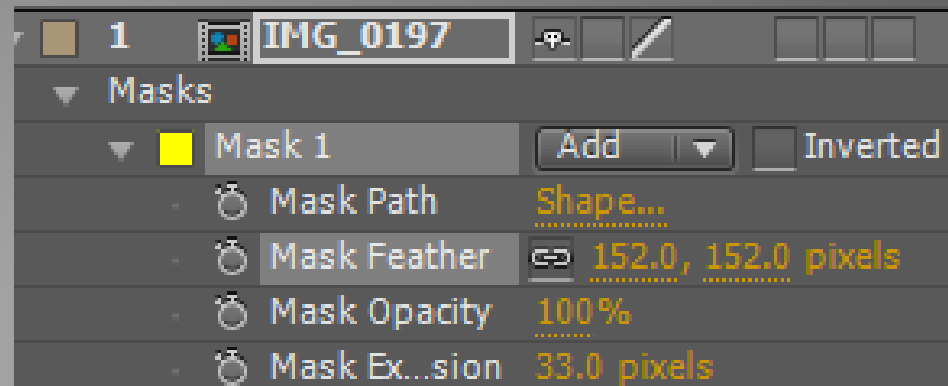 1 IMG_0197
Masks
Mask 1 Add Inverted
Mask Path Shape...
Mask Feather 152.0, 152.0 pixels
Mask Opacity 100%
Mask Ex...sion 33.0 pixels